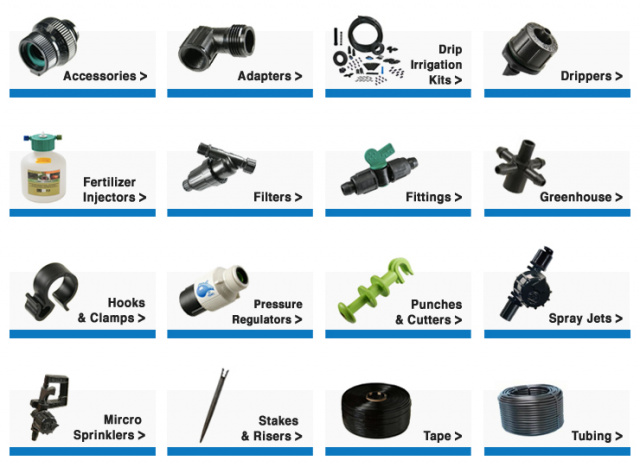 Accessories >
Adapters >
Drip
Irrigation
Kits >
Drippers >
Fertilizer
Injectors >
Filters >
Fittings >
Greenhouse >
Hooks
& Clamps >
Pressure
Regulators >
Punches
& Cutters >
Spray Jets >
Mircro
Sprinklers >
Stakes
& Risers >
Tape >
Tubing >